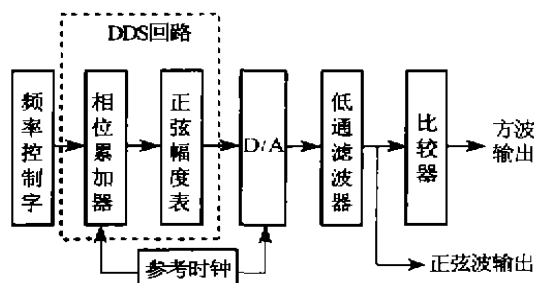 DDS回路
频率控制字
相位累加器
正弦幅度表
D/A
低通滤波器
比较器
方波
输出
正弦波输出
参考时钟